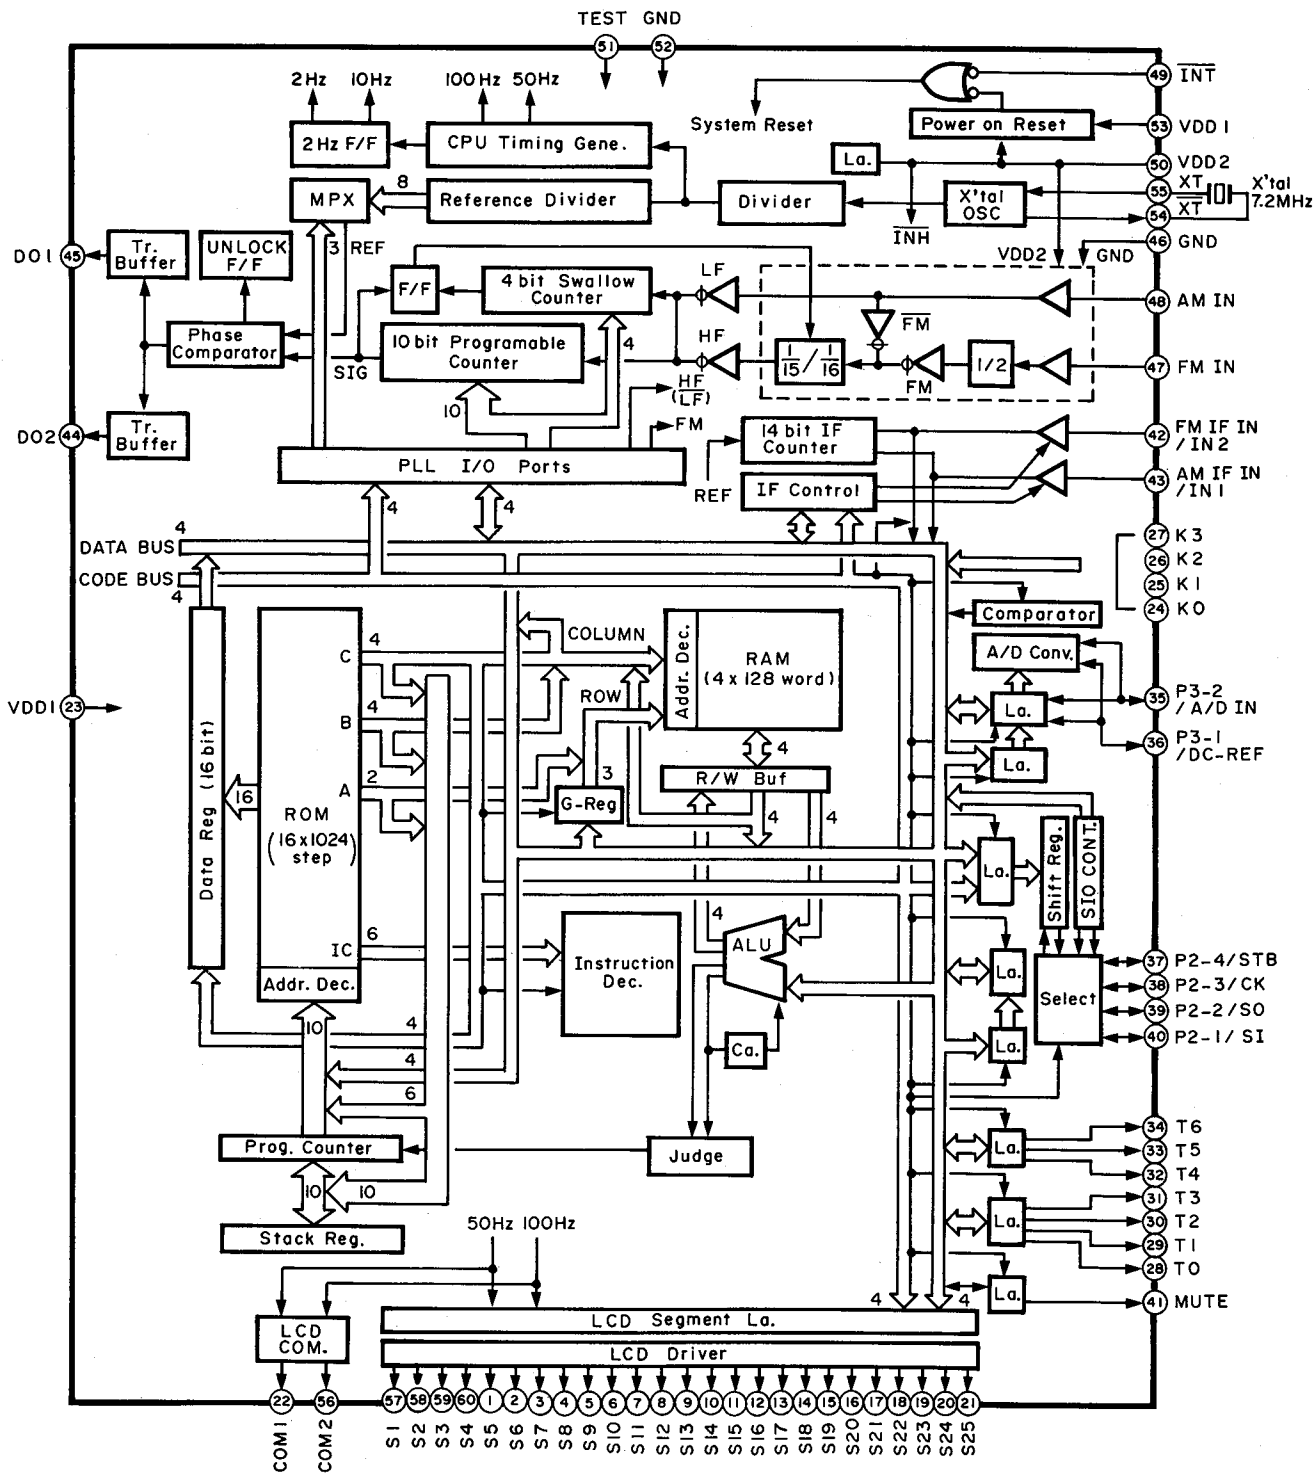 TEST GND
51 52
2Hz 10Hz 100Hz 50Hz
49 INT
System Reset
Power on Reset
53 VDD1
2Hz F/F
CPU Timing Gene.
La.
50 VDD2
MPX
8
Reference Divider
Divider
X'tal
OSC
55 XT
54 XT
X'tal
7.2MHz
INH
VDD2
GND
46 GND
DO1 45
Tr.
Buffer
UNLOCK
F/F
3
REF
F/F
4 bit Swallow
Counter
LF
48 AM IN
Phase
Comparator
SIG
10 bit Programable
Counter
4
HF
1/15 / 1/16
FM
FM
1/2
47 FM IN
10
HF
(LF)
FM
DO2 44
Tr.
Buffer
PLL I/O Ports
14 bit IF
Counter
REF
IF Control
42 FM IF IN
/IN2
43 AM IF IN
/IN1
4 4
DATA BUS 4
CODE BUS
4
27 K3
26 K2
25 K1
24 K0
Comparator
A/D Conv.
La.
La.
35 P3-2
/A/D IN
36 P3-1
/DC-REF
VDD1 23
Data Reg (16 bit)
16
ROM
(16x1024)
step
C 4
B 4
A 2
IC 6
Addr. Dec.
COLUMN
ROW
3
G-Reg
Addr. Dec.
RAM
(4 x 128 word)
4
R/W Buf
4 4
La.
Shift Reg.
SIO CONT.
4
ALU
Instruction
Dec.
Ca.
La.
La.
Select
37 P2-4/STB
38 P2-3/CK
39 P2-2/SO
40 P2-1/SI
10
4
4
6
Prog. Counter
Judge
10 10
Stack Reg.
La.
34 T6
33 T5
32 T4
La.
31 T3
30 T2
29 T1
28 T0
La.
41 MUTE
50Hz 100Hz
4 4
LCD
COM.
LCD Segment La.
LCD Driver
22 56 57 58 59 60 1 2 3 4 5 6 7 8 9 10 11 12 13 14 15 16 17 18 19 20 21
COM1 COM2 S1 S2 S3 S4 S5 S6 S7 S8 S9 S10 S11 S12 S13 S14 S15 S16 S17 S18 S19 S20 S21 S22 S23 S24 S25